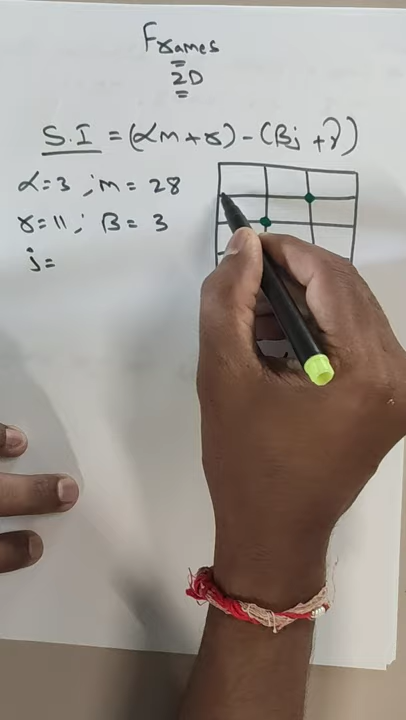 Frames
2D
S.I = (αm + r) - (βj + γ)
α=3 ; m = 28
r=11 ; β = 3
j=